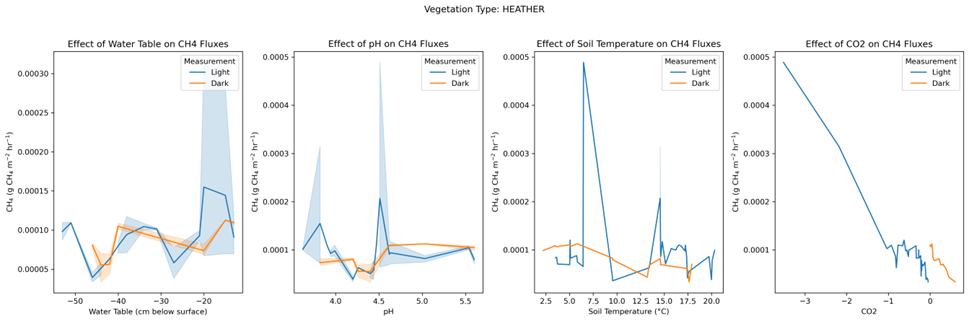 Vegetation Type: HEATHER
Effect of Water Table on CH4 Fluxes
CH₄ (g CH₄ m⁻² hr⁻¹)
0.00030
0.00025
0.00020
0.00015
0.00010
0.00005
Measurement
Light
Dark
−50 −40 −30 −20
Water Table (cm below surface)
Effect of pH on CH4 Fluxes
CH₄ (g CH₄ m⁻² hr⁻¹)
0.0005
0.0004
0.0003
0.0002
0.0001
Measurement
Light
Dark
4.0 4.5 5.0 5.5
pH
Effect of Soil Temperature on CH4 Fluxes
CH₄ (g CH₄ m⁻² hr⁻¹)
0.0005
0.0004
0.0003
0.0002
0.0001
Measurement
Light
Dark
2.5 5.0 7.5 10.0 12.5 15.0 17.5 20.0
Soil Temperature (°C)
Effect of CO2 on CH4 Fluxes
CH₄ (g CH₄ m⁻² hr⁻¹)
0.0005
0.0004
0.0003
0.0002
0.0001
Measurement
Light
Dark
−3 −2 −1 0
CO2